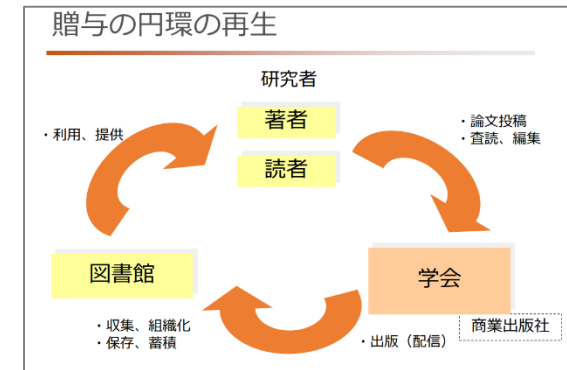 贈与の円環の再生
研究者
著者
読者
・利用、提供
・論文投稿
・査読、編集
図書館
学会
商業出版社
・収集、組織化
・保存、蓄積
・出版（配信）